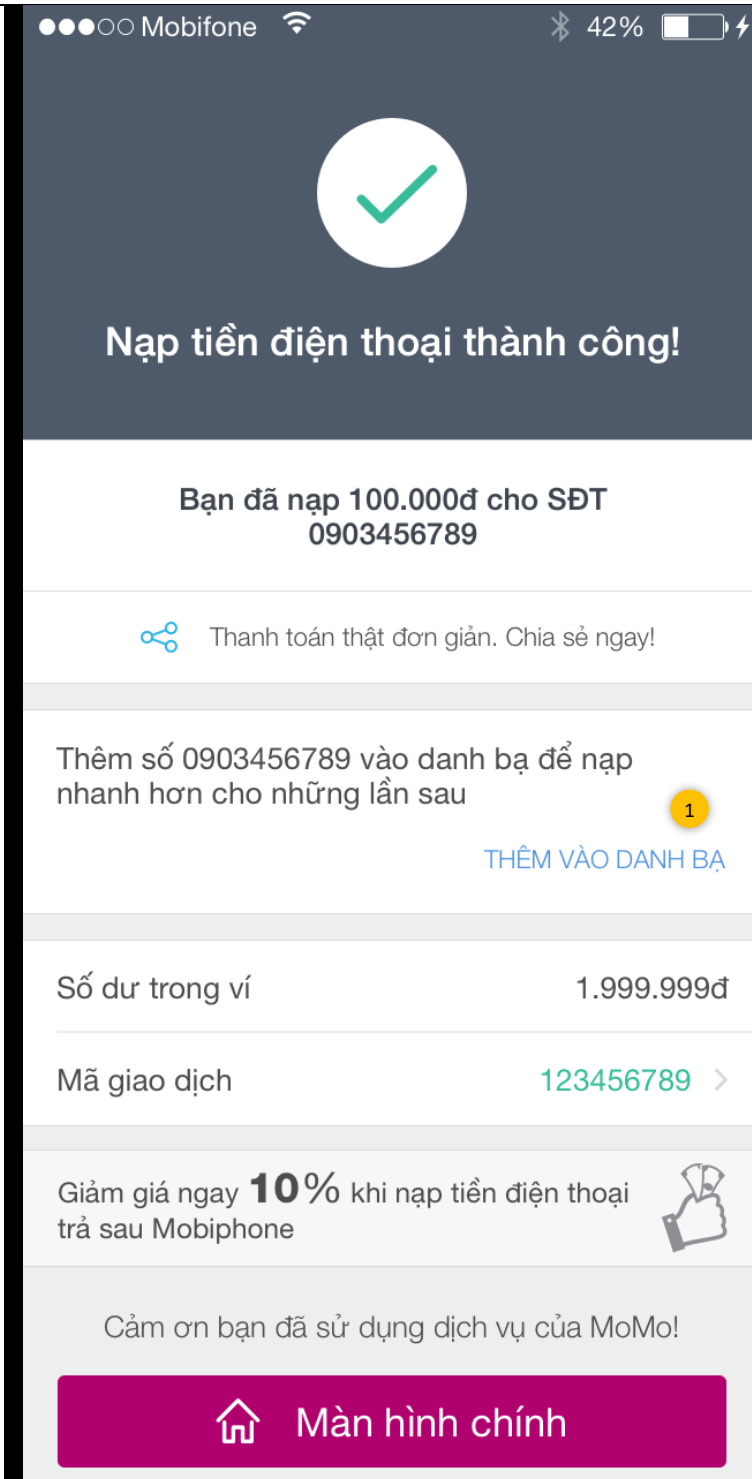 Mobifone 42%
Nạp tiền điện thoại thành công!
Bạn đã nạp 100.000đ cho SĐT
0903456789
Thanh toán thật đơn giản. Chia sẻ ngay!
Thêm số 0903456789 vào danh bạ để nạp
nhanh hơn cho những lần sau
1
THÊM VÀO DANH BẠ
Số dư trong ví 1.999.999đ
Mã giao dịch 123456789
Giảm giá ngay 10% khi nạp tiền điện thoại
trả sau Mobiphone
Cảm ơn bạn đã sử dụng dịch vụ của MoMo!
Màn hình chính